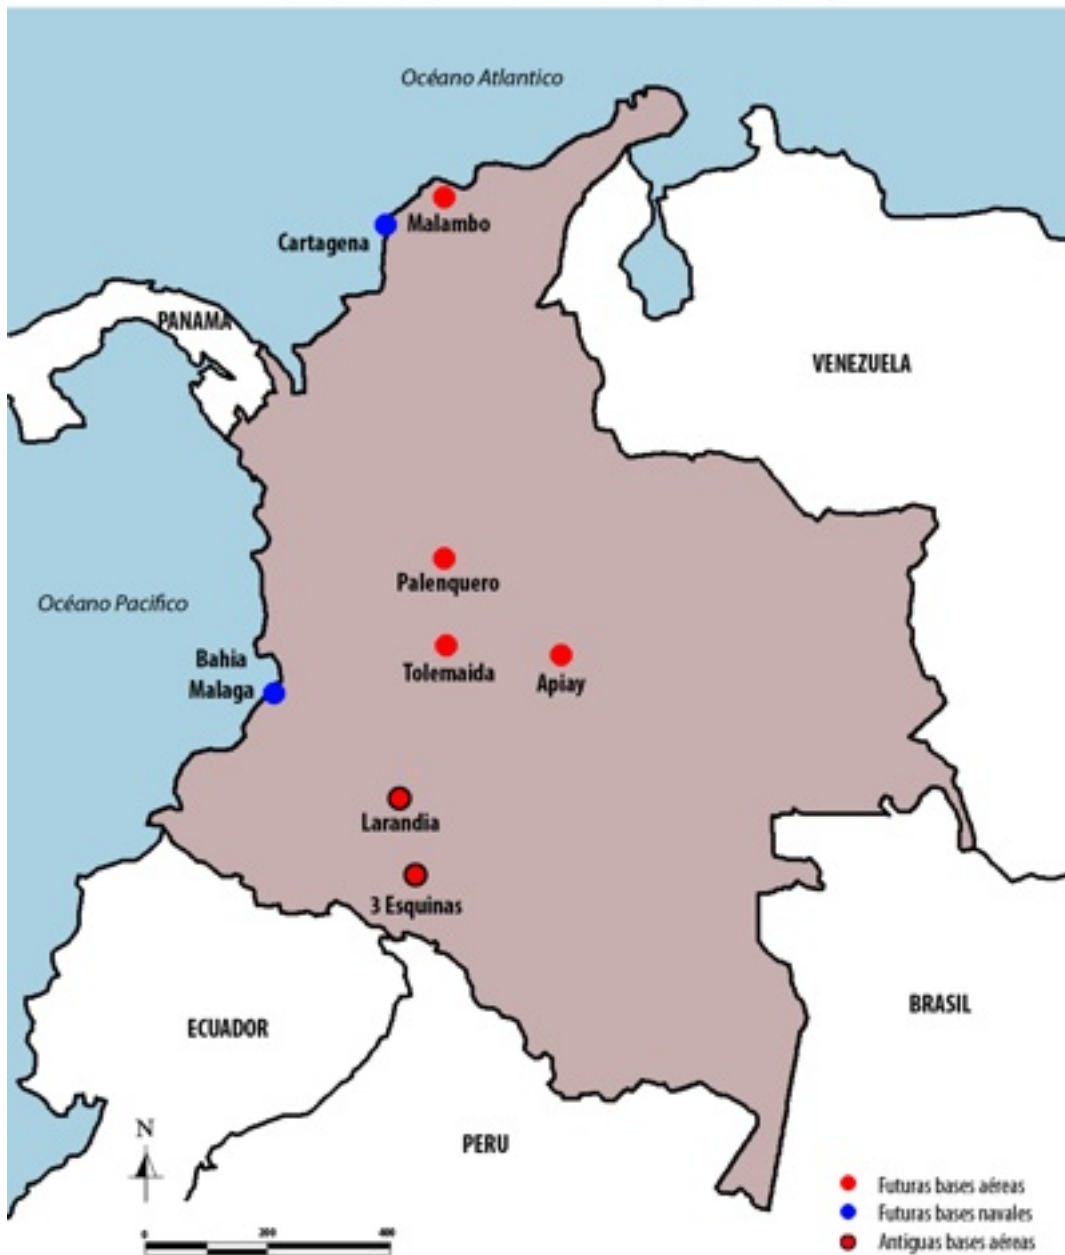 Océano Atlantico
Malambo
Cartagena
PANAMA
VENEZUELA
Palenquero
Océano Pacifico
Tolemaida
Apiay
Bahia
Malaga
Larandia
3 Esquinas
BRASIL
ECUADOR
PERU
N
Futuras bases aéreas
Futuras bases navales
Antiguas bases aéreas
0 200 400